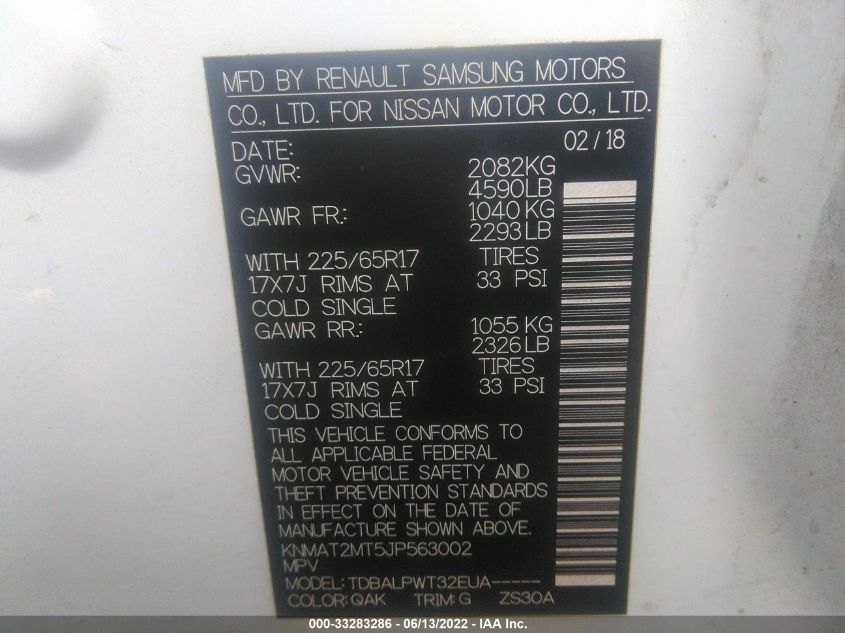 MFD BY RENAULT SAMSUNG MOTORS
CO., LTD. FOR NISSAN MOTOR CO., LTD.
DATE: 02/18
GVWR: 2082KG
4590LB
GAWR FR.: 1040KG
2293LB
WITH 225/65R17 TIRES
17X7J RIMS AT 33 PSI
COLD SINGLE
GAWR RR.: 1055 KG
2326LB
WITH 225/65R17 TIRES
17X7J RIMS AT 33 PSI
COLD SINGLE
THIS VEHICLE CONFORMS TO
ALL APPLICABLE FEDERAL
MOTOR VEHICLE SAFETY AND
THEFT PREVENTION STANDARDS
IN EFFECT ON THE DATE OF
MANUFACTURE SHOWN ABOVE.
KNMAT2MT5JP563002
MPV
MODEL: TDBALPWT32EUA-----
COLOR: QAK TRIM: G ZS30A
000-33283286 - 06/13/2022 - IAA Inc.